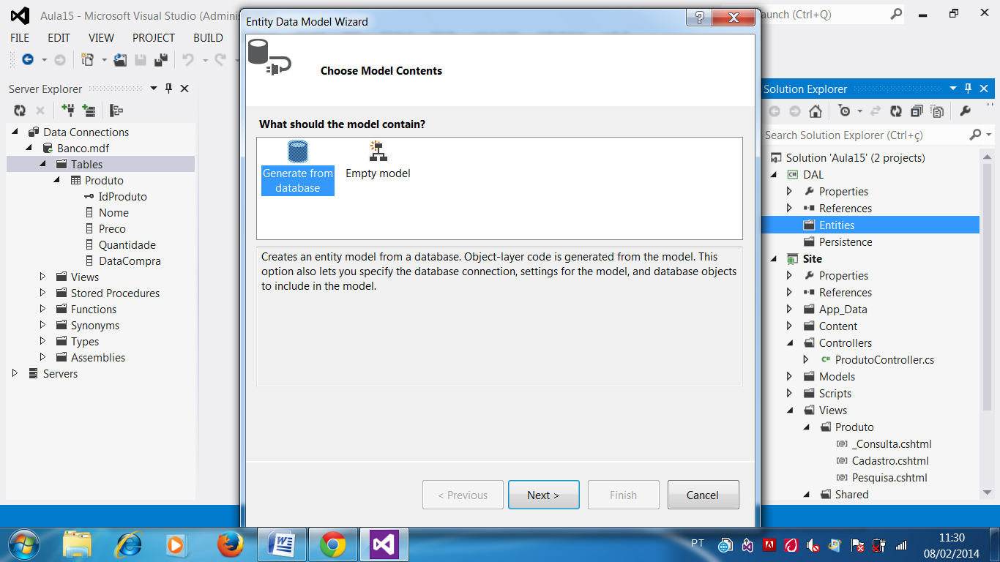 Aula15 - Microsoft Visual Studio (Admini
aunch (Ctrl+Q)
FILE EDIT VIEW PROJECT BUILD
Server Explorer
Data Connections
Banco.mdf
Tables
Produto
IdProduto
Nome
Preco
Quantidade
DataCompra
Views
Stored Procedures
Functions
Synonyms
Types
Assemblies
Servers
Entity Data Model Wizard
Choose Model Contents
What should the model contain?
Generate from
database
Empty model
Creates an entity model from a database. Object-layer code is generated from the model. This
option also lets you specify the database connection, settings for the model, and database objects
to include in the model.
< Previous
Next >
Finish
Cancel
Solution Explorer
Search Solution Explorer (Ctrl+ç)
Solution 'Aula15' (2 projects)
DAL
Properties
References
Entities
Persistence
Site
Properties
References
App_Data
Content
Controllers
ProdutoController.cs
Models
Scripts
Views
Produto
_Consulta.cshtml
Cadastro.cshtml
Pesquisa.cshtml
Shared
PT
11:30
08/02/2014